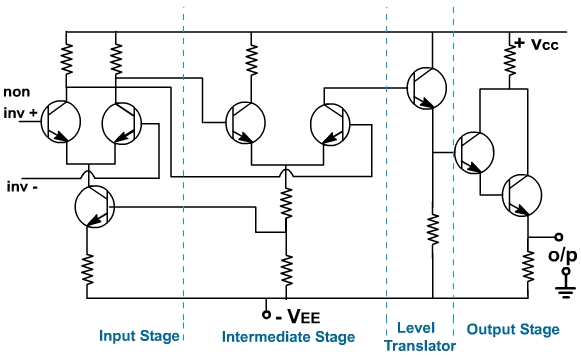 + Vcc
non
inv +
inv -
o/p
- VEE
Input Stage
Intermediate Stage
Level
Translator
Output Stage